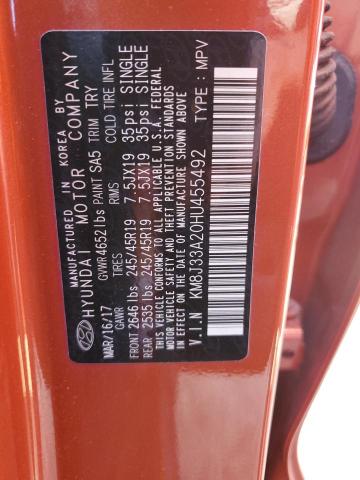 MANUFACTURED IN KOREA BY
HYUNDAI MOTOR COMPANY
MAR/16/17 GVWR4652lbs PAINT SA5 TRIM TRY
GAWR TIRES RIMS COLD TIRE INFL
FRONT 2646 lbs 245/45R19 7.5JX19 35psi SINGLE
REAR 2535 lbs 245/45R19 7.5JX19 35psi SINGLE
THIS VEHICLE CONFORMS TO ALL APPLICABLE U.S.A. FEDERAL
MOTOR VEHICLE SAFETY, BUMPER, AND THEFT PREVENTION STANDARDS
IN EFFECT ON THE DATE OF MANUFACTURE SHOWN ABOVE.
V.I.N KM8J33A20HU455492 TYPE : MPV